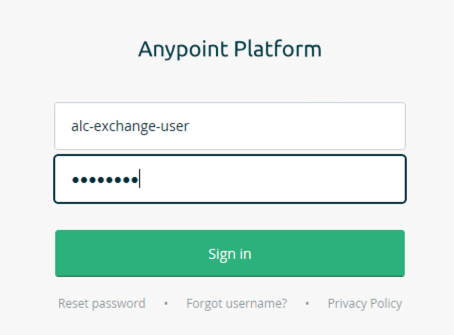 Anypoint Platform
alc-exchange-user
••••••••
Sign in
Reset password • Forgot username? • Privacy Policy